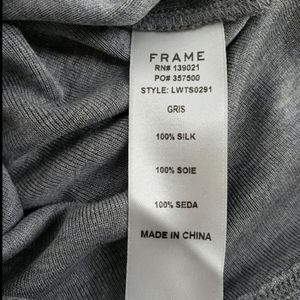 FRAME
RN# 139021
PO# 357500
STYLE: LWTS0291
GRIS
100% SILK
100% SOIE
100% SEDA
MADE IN CHINA